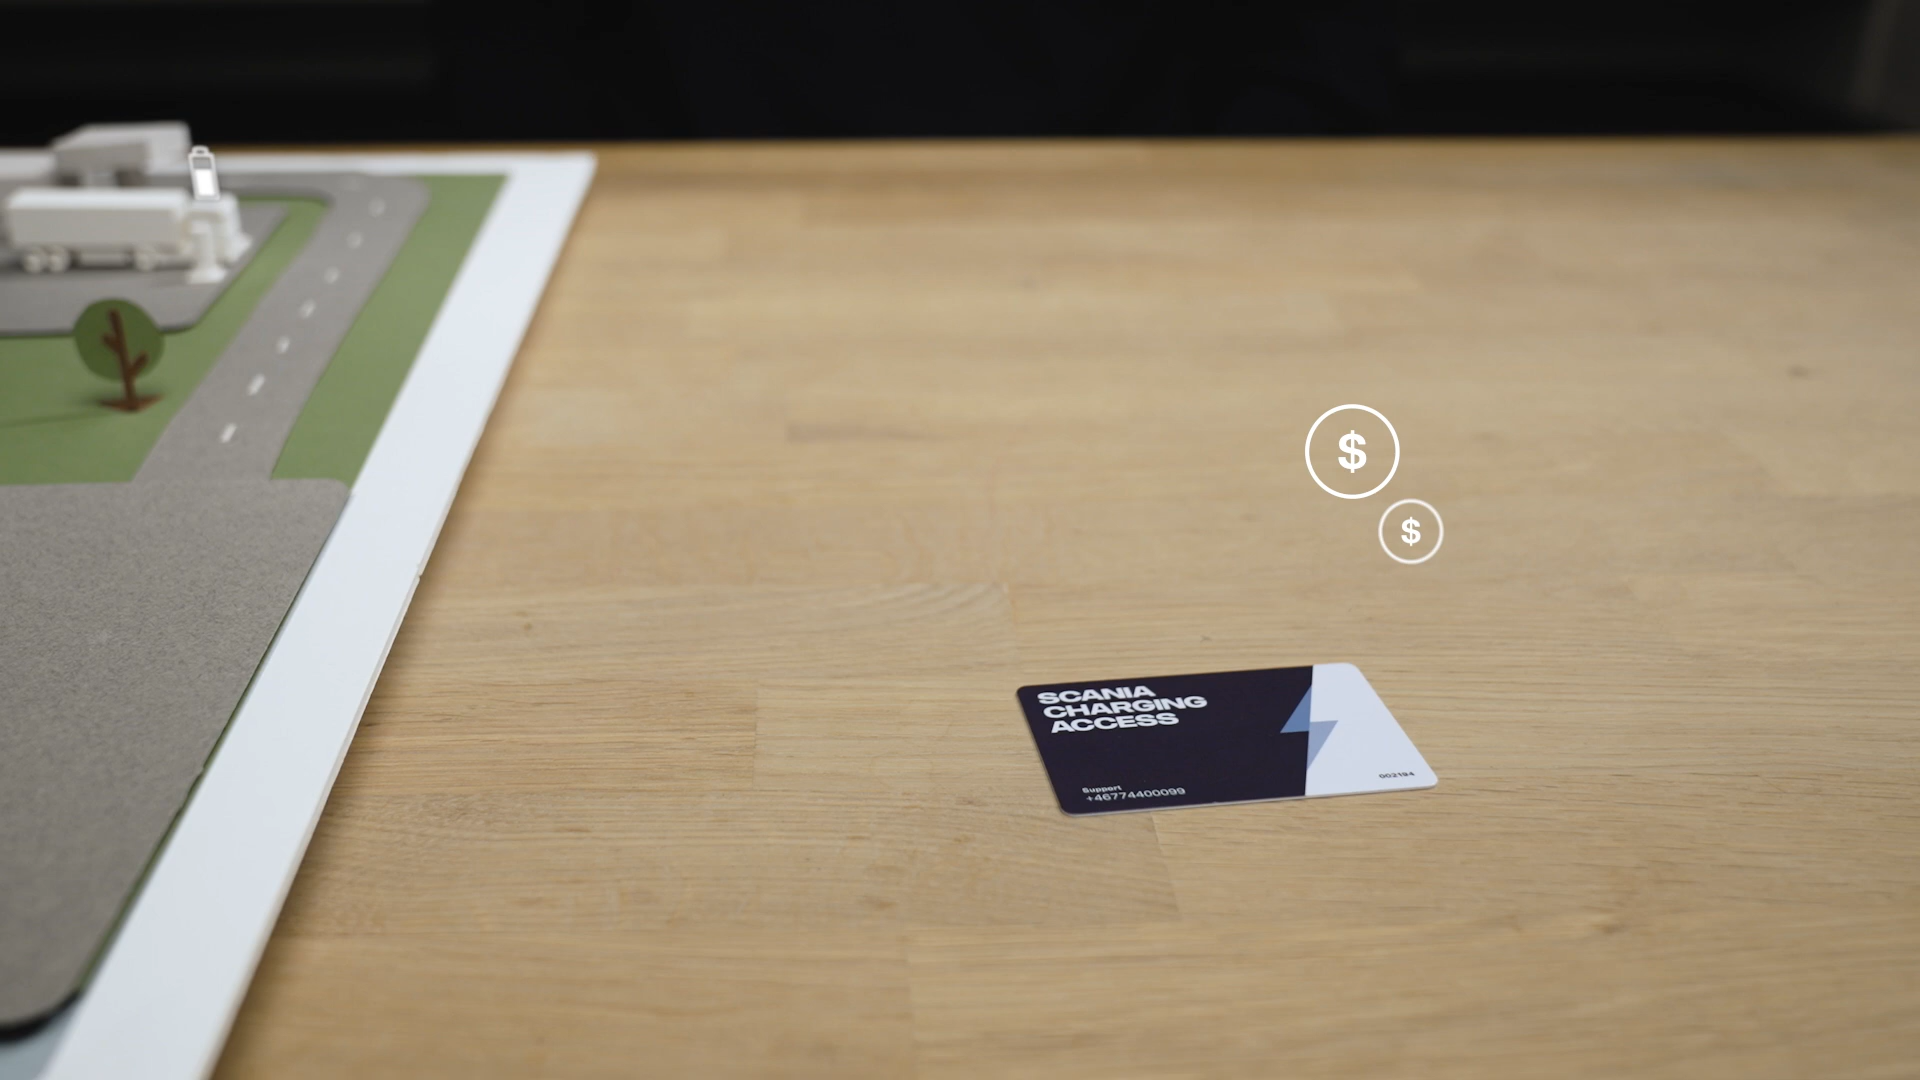 $
$
SCANIA
CHARGING
ACCESS
Support
+46774400099
002194